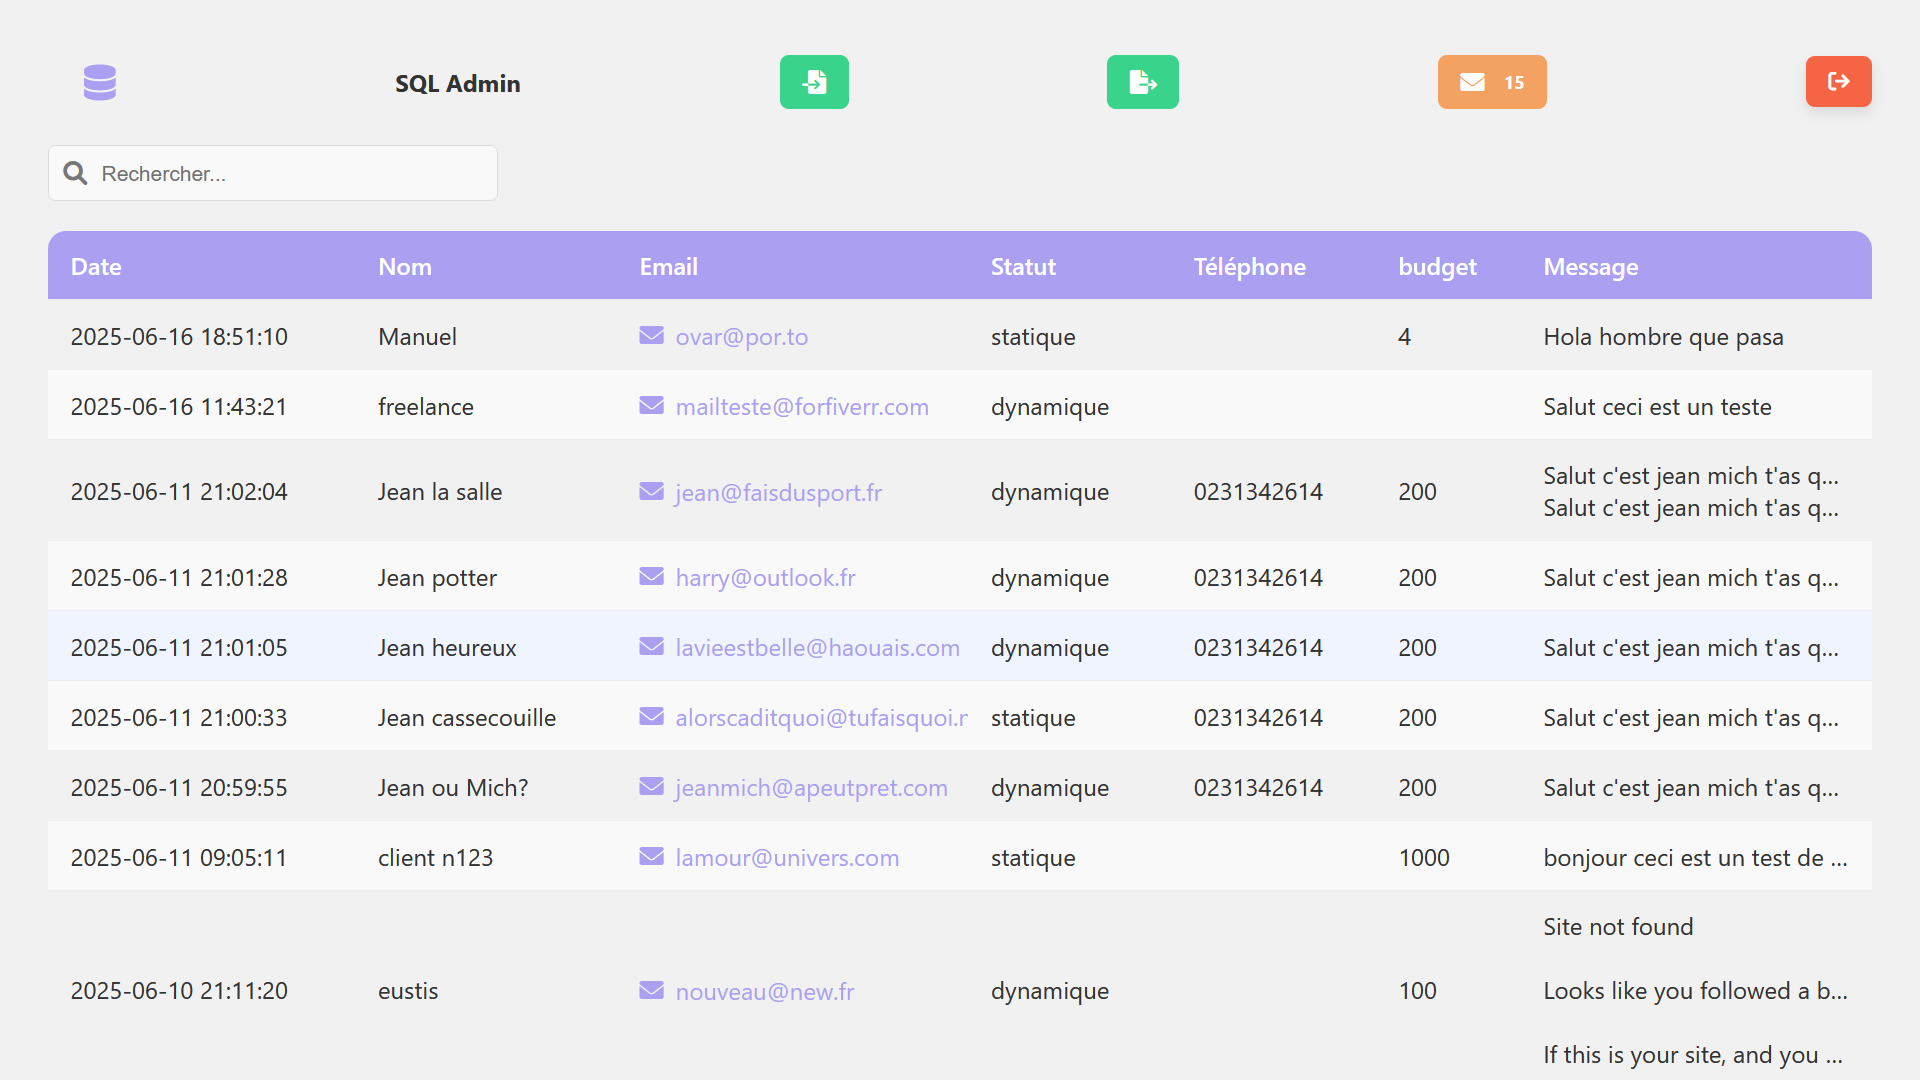 SQL Admin
15
Rechercher...
Date Nom Email Statut Téléphone budget Message
2025-06-16 18:51:10 Manuel ovar@por.to statique 4 Hola hombre que pasa
2025-06-16 11:43:21 freelance mailteste@forfiverr.com dynamique Salut ceci est un teste
2025-06-11 21:02:04 Jean la salle jean@faisdusport.fr dynamique 0231342614 200 Salut c'est jean mich t'as q...
Salut c'est jean mich t'as q...
2025-06-11 21:01:28 Jean potter harry@outlook.fr dynamique 0231342614 200 Salut c'est jean mich t'as q...
2025-06-11 21:01:05 Jean heureux lavieestbelle@haouais.com dynamique 0231342614 200 Salut c'est jean mich t'as q...
2025-06-11 21:00:33 Jean cassecouille alorscaditquoi@tufaisquoi.r statique 0231342614 200 Salut c'est jean mich t'as q...
2025-06-11 20:59:55 Jean ou Mich? jeanmich@apeutpret.com dynamique 0231342614 200 Salut c'est jean mich t'as q...
2025-06-11 09:05:11 client n123 lamour@univers.com statique 1000 bonjour ceci est un test de ...
Site not found
2025-06-10 21:11:20 eustis nouveau@new.fr dynamique 100 Looks like you followed a b...
If this is your site, and you ...